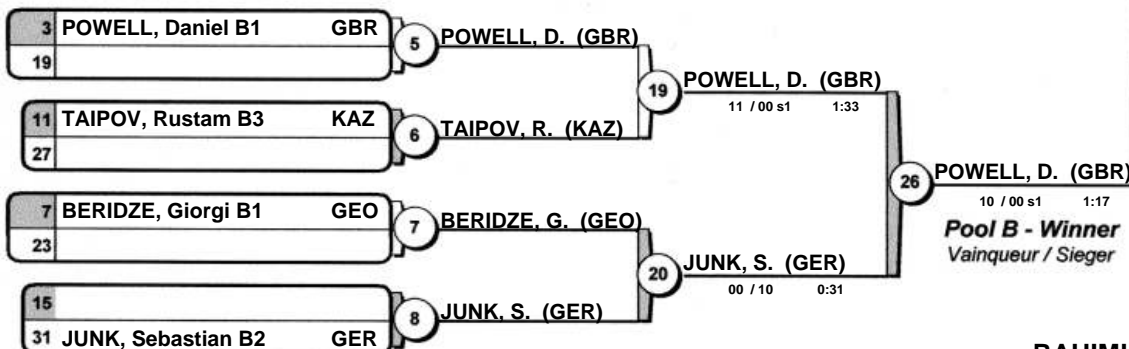 3 POWELL, Daniel B1 GBR
19
5
POWELL, D. (GBR)
19
POWELL, D. (GBR)
11 / 00 s1 1:33
11 TAIPOV, Rustam B3 KAZ
27
6
TAIPOV, R. (KAZ)
26
POWELL, D. (GBR)
10 / 00 s1 1:17
Pool B - Winner
Vainqueur / Sieger
7 BERIDZE, Giorgi B1 GEO
23
7
BERIDZE, G. (GEO)
20
JUNK, S. (GER)
00 / 10 0:31
15
31 JUNK, Sebastian B2 GER
8
JUNK, S. (GER)